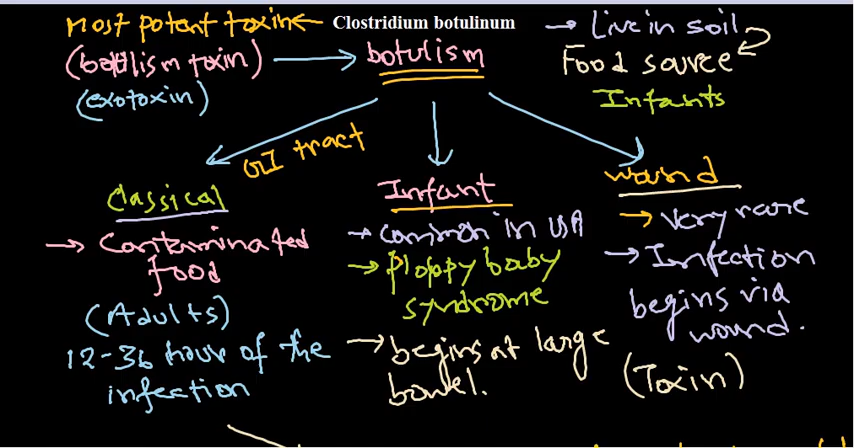 most potent toxin ← Clostridium botulinum
(botulism toxin) → botulism
(exotoxin)
→ Live in soil
Food source
Infants
GI tract
Classical
→ Contaminated
food
(Adults)
12-36 hour of the
infection
Infant
→ common in USA
→ ploppy baby
syndrome
→ begins at large
bowel.
wound
→ very rare
→ Infection
begins via
wound.
(Toxin)